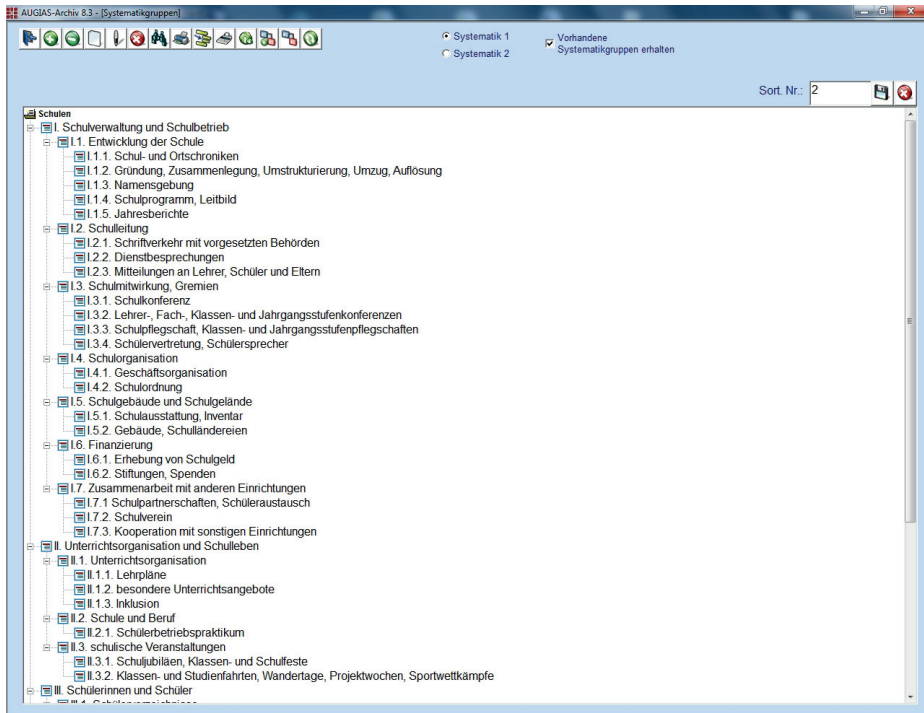 AUGIAS-Archiv 8.3 - [Systematikgruppen]
Systematik 1
Systematik 2
Vorhandene
Systematikgruppen erhalten
Sort. Nr.: 2
Schulen
I. Schulverwaltung und Schulbetrieb
I.1. Entwicklung der Schule
I.1.1. Schul- und Ortschroniken
I.1.2. Gründung, Zusammenlegung, Umstrukturierung, Umzug, Auflösung
I.1.3. Namensgebung
I.1.4. Schulprogramm, Leitbild
I.1.5. Jahresberichte
I.2. Schulleitung
I.2.1. Schriftverkehr mit vorgesetzten Behörden
I.2.2. Dienstbesprechungen
I.2.3. Mitteilungen an Lehrer, Schüler und Eltern
I.3. Schulmitwirkung, Gremien
I.3.1. Schulkonferenz
I.3.2. Lehrer-, Fach-, Klassen- und Jahrgangsstufenkonferenzen
I.3.3. Schulpflegschaft, Klassen- und Jahrgangsstufenpflegschaften
I.3.4. Schülervertretung, Schülersprecher
I.4. Schulorganisation
I.4.1. Geschäftsorganisation
I.4.2. Schulordnung
I.5. Schulgebäude und Schulgelände
I.5.1. Schulausstattung, Inventar
I.5.2. Gebäude, Schulländereien
I.6. Finanzierung
I.6.1. Erhebung von Schulgeld
I.6.2. Stiftungen, Spenden
I.7. Zusammenarbeit mit anderen Einrichtungen
I.7.1 Schulpartnerschaften, Schüleraustausch
I.7.2. Schulverein
I.7.3. Kooperation mit sonstigen Einrichtungen
II. Unterrichtsorganisation und Schulleben
II.1. Unterrichtsorganisation
II.1.1. Lehrpläne
II.1.2. besondere Unterrichtsangebote
II.1.3. Inklusion
II.2. Schule und Beruf
II.2.1. Schülerbetriebspraktikum
II.3. schulische Veranstaltungen
II.3.1. Schuljubiläen, Klassen- und Schulfeste
II.3.2. Klassen- und Studienfahrten, Wandertage, Projektwochen, Sportwettkämpfe
III. Schülerinnen und Schüler